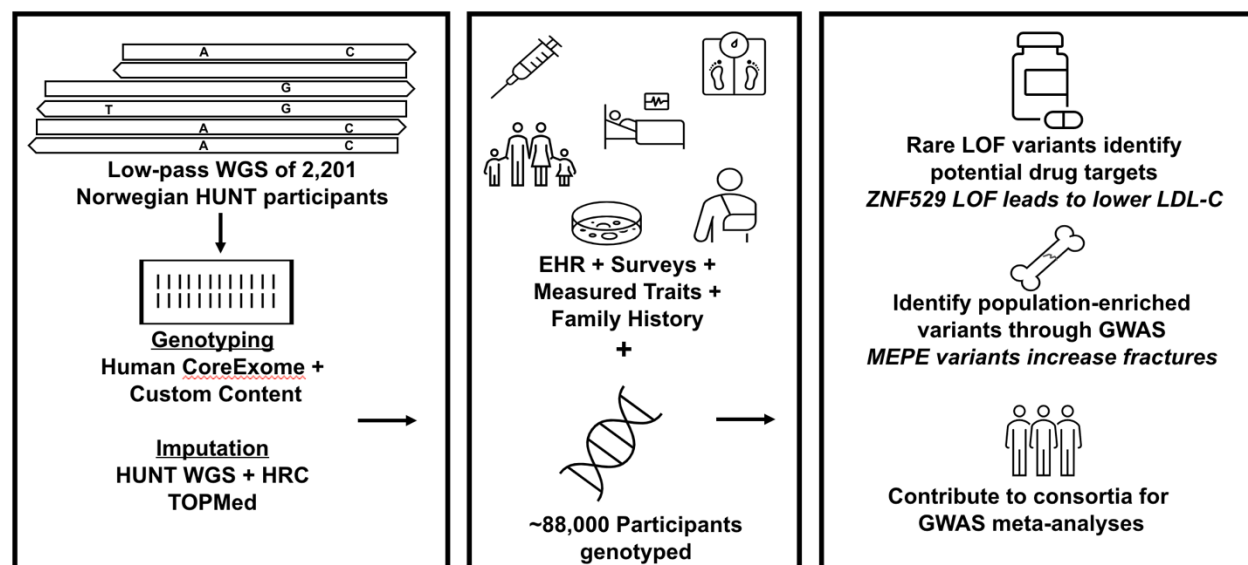 A C
G
T G
A C
A C
Low-pass WGS of 2,201
Norwegian HUNT participants
Genotyping
Human CoreExome +
Custom Content
Imputation
HUNT WGS + HRC
TOPMed
EHR + Surveys +
Measured Traits +
Family History
+
~88,000 Participants
genotyped
Rare LOF variants identify
potential drug targets
ZNF529 LOF leads to lower LDL-C
Identify population-enriched
variants through GWAS
MEPE variants increase fractures
Contribute to consortia for
GWAS meta-analyses